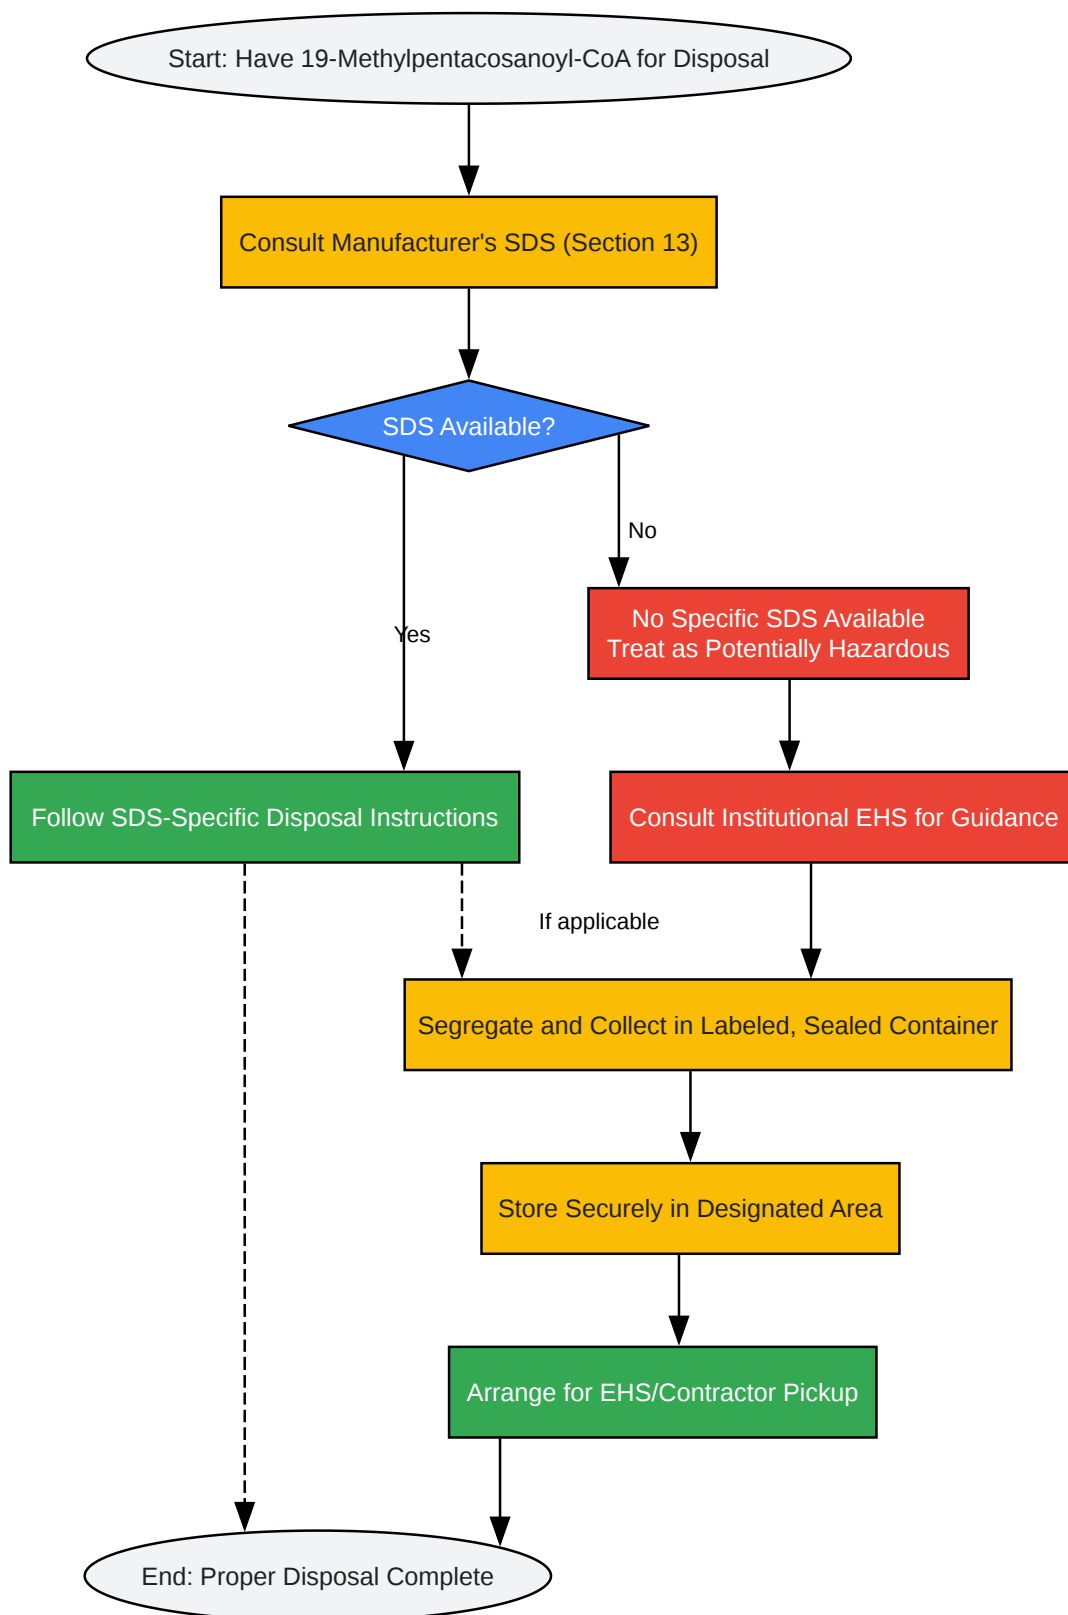 Start: Have 19-Methylpentacosanoyl-CoA for Disposal
Consult Manufacturer's SDS (Section 13)
SDS Available?
No
No Specific SDS Available
Treat as Potentially Hazardous
Yes
Follow SDS-Specific Disposal Instructions
Consult Institutional EHS for Guidance
If applicable
Segregate and Collect in Labeled, Sealed Container
Store Securely in Designated Area
Arrange for EHS/Contractor Pickup
End: Proper Disposal Complete